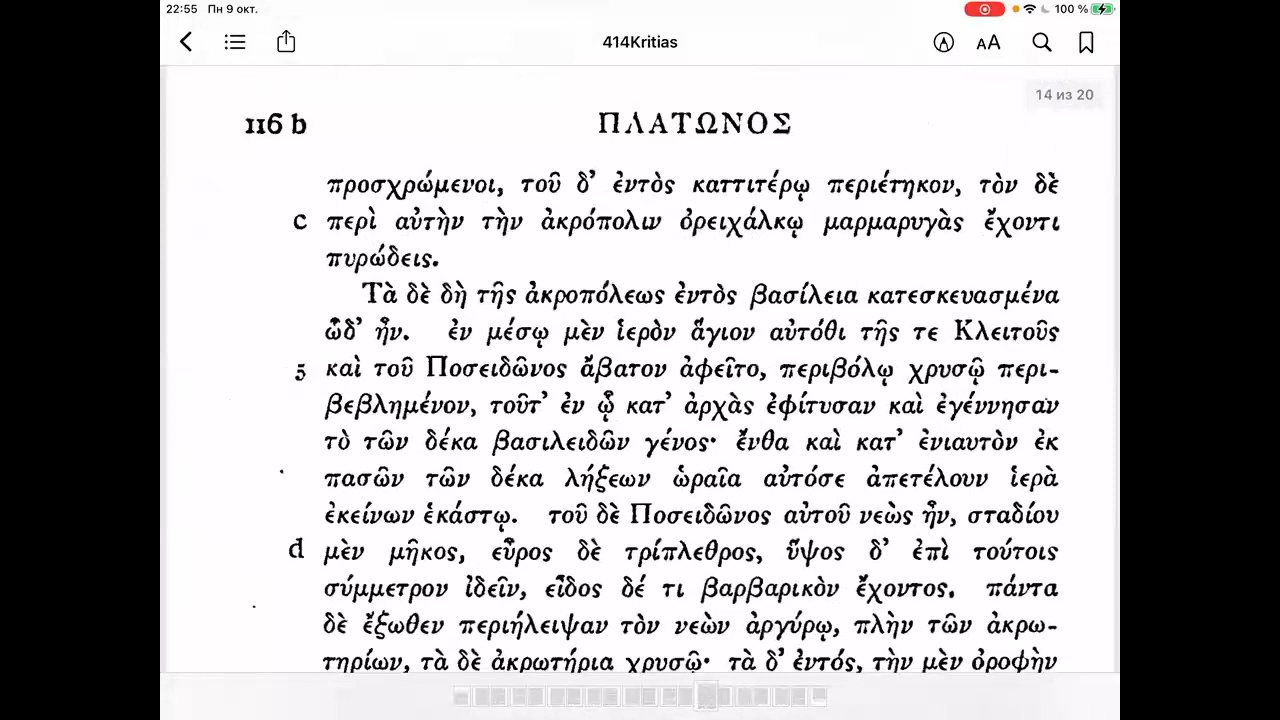 22:55 Пн 9 окт. 100 %
414Kritias AA
14 из 20
116 b ΠΛΑΤΩΝΟΣ
προσχρώμενοι, τοῦ δ’ ἐντὸς καττιτέρῳ περιέτηκον, τὸν δὲ
c περὶ αὐτὴν τὴν ἀκρόπολιν ὀρειχάλκῳ μαρμαρυγὰς ἔχοντι
πυρώδεις.
Τὰ δὲ δὴ τῆς ἀκροπόλεως ἐντὸς βασίλεια κατεσκευασμένα
ὧδ’ ἦν. ἐν μέσῳ μὲν ἱερὸν ἅγιον αὐτόθι τῆς τε Κλειτοῦς
5 καὶ τοῦ Ποσειδῶνος ἄβατον ἀφεῖτο, περιβόλῳ χρυσῷ περι-
βεβλημένον, τοῦτ’ ἐν ᾧ κατ’ ἀρχὰς ἐφίτυσαν καὶ ἐγέννησαν
τὸ τῶν δέκα βασιλειδῶν γένος· ἔνθα καὶ κατ’ ἐνιαυτὸν ἐκ
πασῶν τῶν δέκα λήξεων ὡραῖα αὐτόσε ἀπετέλουν ἱερὰ
ἐκείνων ἑκάστῳ. τοῦ δὲ Ποσειδῶνος αὐτοῦ νεὼς ἦν, σταδίου
d μὲν μῆκος, εὖρος δὲ τρίπλεθρος, ὕψος δ’ ἐπὶ τούτοις
σύμμετρον ἰδεῖν, εἶδος δέ τι βαρβαρικὸν ἔχοντος. πάντα
δὲ ἔξωθεν περιήλειψαν τὸν νεὼν ἀργύρῳ, πλὴν τῶν ἀκρω-
τηρίων, τὰ δὲ ἀκρωτήρια χρυσῷ· τὰ δ’ ἐντός, τὴν μὲν ὀροφὴν